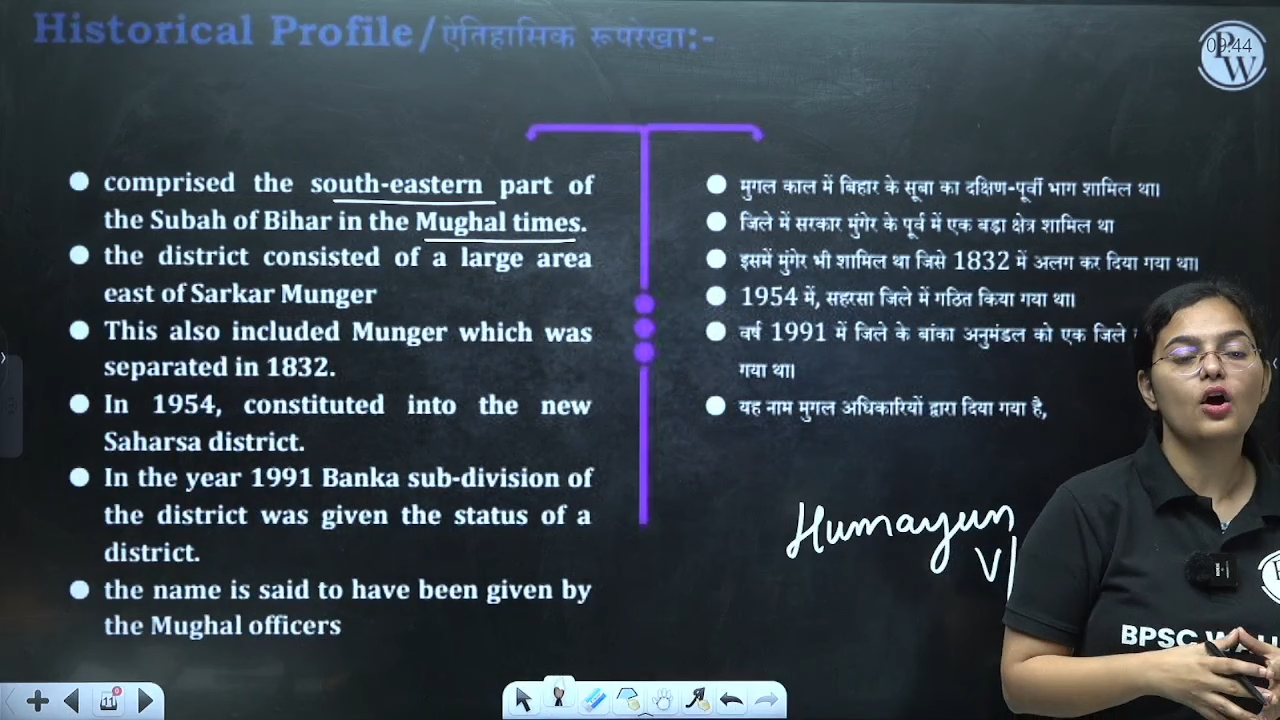 Historical Profile/ऐतिहासिक रूपरेखा:-
09:44
PW
comprised the south-eastern part of
the Subah of Bihar in the Mughal times.
the district consisted of a large area
east of Sarkar Munger
This also included Munger which was
separated in 1832.
In 1954, constituted into the new
Saharsa district.
In the year 1991 Banka sub-division of
the district was given the status of a
district.
the name is said to have been given by
the Mughal officers
मुगल काल में बिहार के सूबा का दक्षिण-पूर्वी भाग शामिल था।
जिले में सरकार मुंगेर के पूर्व में एक बड़ा क्षेत्र शामिल था
इसमें मुंगेर भी शामिल था जिसे 1832 में अलग कर दिया गया था।
1954 में, सहरसा जिले में गठित किया गया था।
वर्ष 1991 में जिले के बांका अनुमंडल को एक जिले
गया था।
यह नाम मुगल अधिकारियों द्वारा दिया गया है,
Humayun
V
BPSC
11